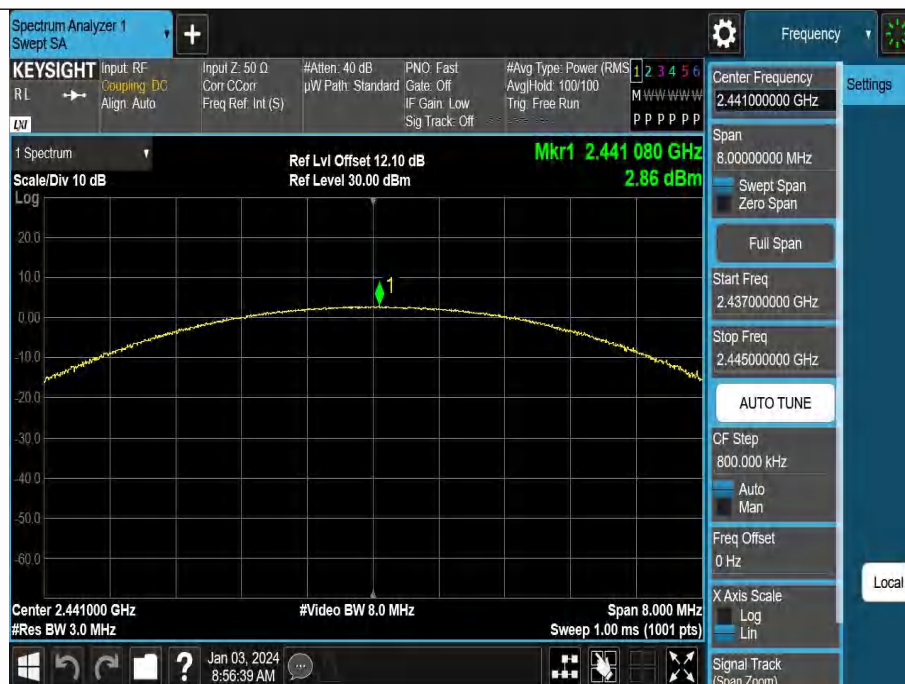 Spectrum Analyzer 1
Swept SA
Frequency
KEYSIGHT
RL
LXI
Input: RF
Coupling: DC
Align: Auto
Input Z: 50 Ω
Corr CCorr
Freq Ref: Int (S)
#Atten: 40 dB
µW Path: Standard
PNO: Fast
Gate: Off
IF Gain: Low
Sig Track: Off
#Avg Type: Power (RMS
Avg|Hold: 100/100
Trig: Free Run
1 2 3 4 5 6
M W W W W W
P P P P P P
1 Spectrum
Scale/Div 10 dB
Log
Ref Lvl Offset 12.10 dB
Ref Level 30.00 dBm
Mkr1 2.441 080 GHz
2.86 dBm
20.0
10.0
0.00
-10.0
-20.0
-30.0
-40.0
-50.0
-60.0
1
Center 2.441000 GHz
#Res BW 3.0 MHz
#Video BW 8.0 MHz
Span 8.000 MHz
Sweep 1.00 ms (1001 pts)
Jan 03, 2024
8:56:39 AM
Center Frequency
2.441000000 GHz
Span
8.00000000 MHz
Swept Span
Zero Span
Full Span
Start Freq
2.437000000 GHz
Stop Freq
2.445000000 GHz
AUTO TUNE
CF Step
800.000 kHz
Auto
Man
Freq Offset
0 Hz
X Axis Scale
Log
Lin
Signal Track
(Span Zoom)
Settings
Local